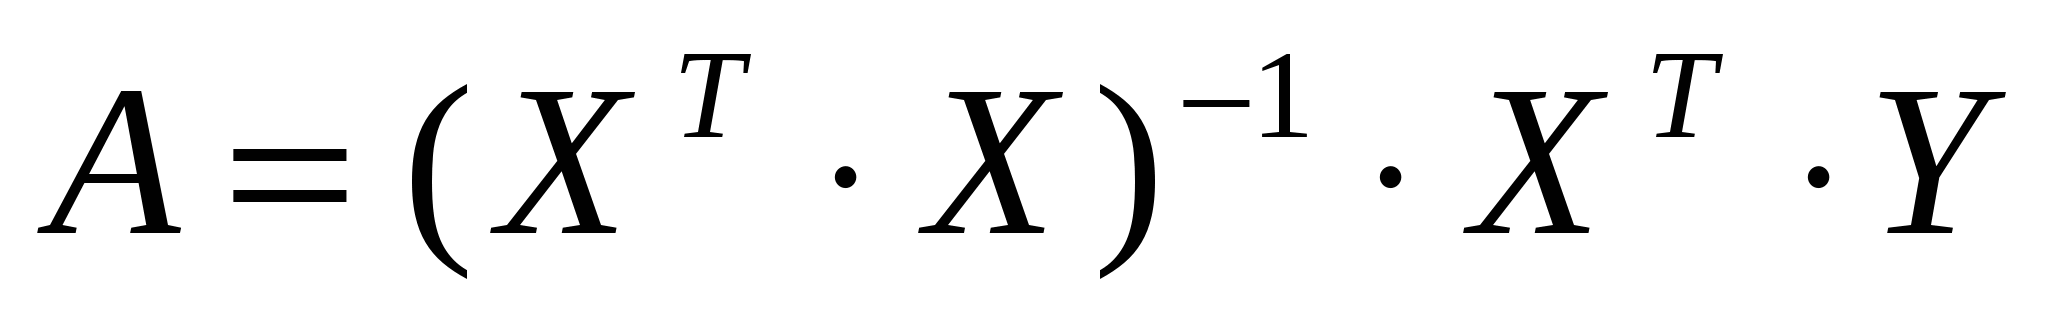 A = (X^T · X)^−1 · X^T · Y